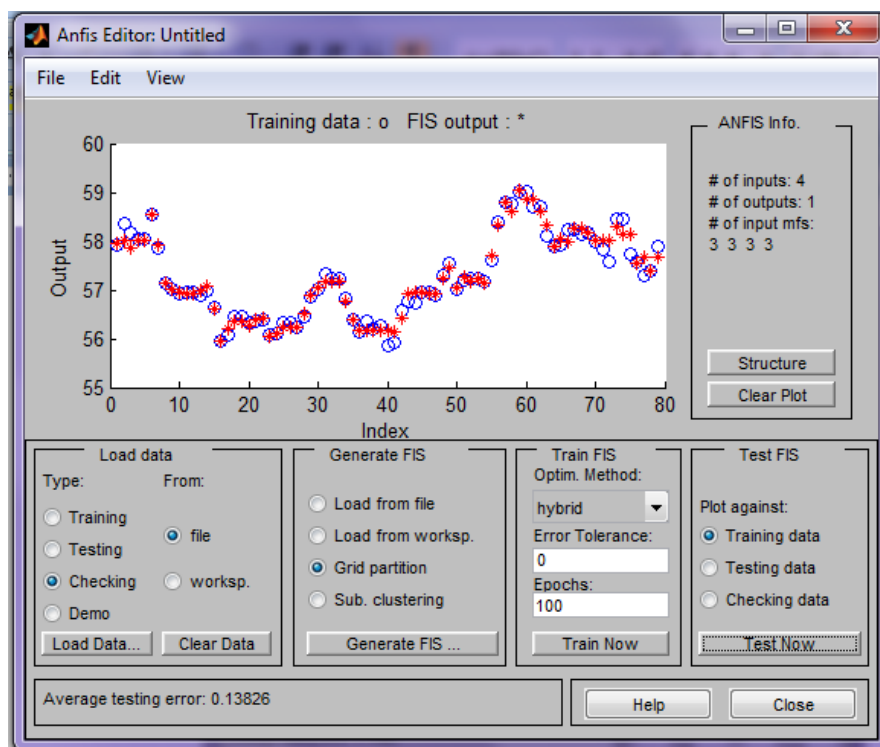 Anfis Editor: Untitled
File Edit View
Training data : o   FIS output : *
60
59
58
57
56
55
Output
0 10 20 30 40 50 60 70 80
Index
ANFIS Info.
# of inputs: 4
# of outputs: 1
# of input mfs:
3 3 3 3
Structure
Clear Plot
Load data
Type:
From:
Training
Testing
Checking
Demo
file
worksp.
Load Data...
Clear Data
Generate FIS
Load from file
Load from worksp.
Grid partition
Sub. clustering
Generate FIS ...
Train FIS
Optim. Method:
hybrid
Error Tolerance:
0
Epochs:
100
Train Now
Test FIS
Plot against:
Training data
Testing data
Checking data
Test Now
Average testing error: 0.13826
Help
Close